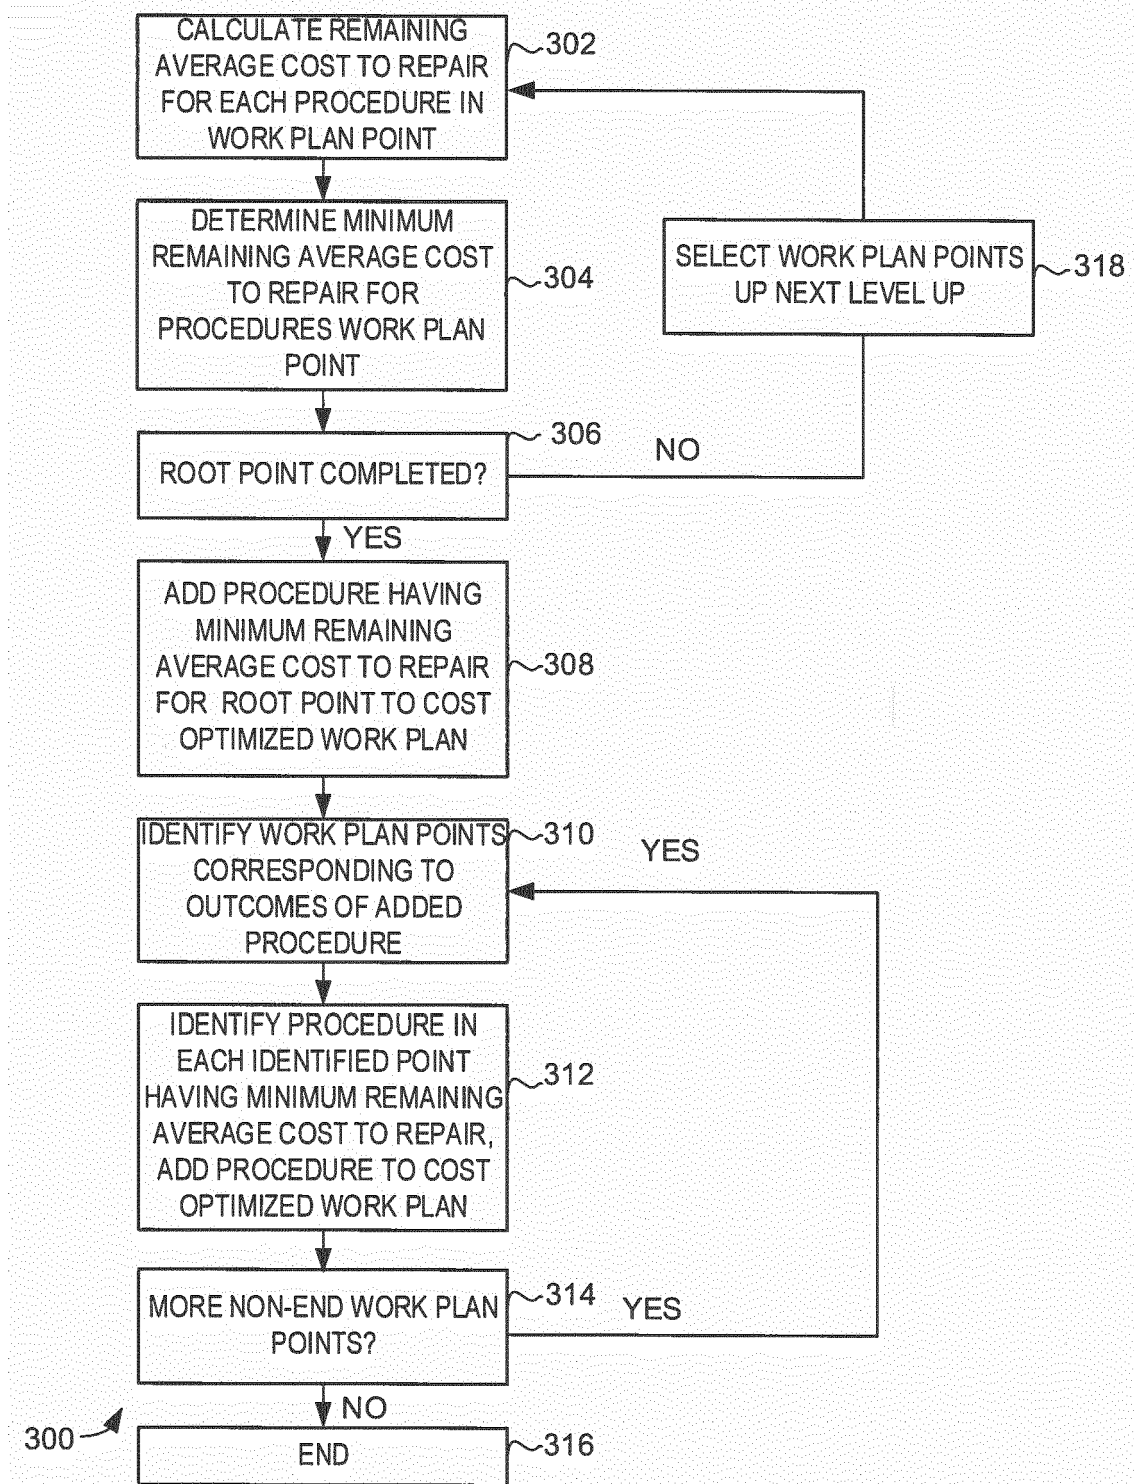 CALCULATE REMAINING
AVERAGE COST TO REPAIR
FOR EACH PROCEDURE IN
WORK PLAN POINT
302
DETERMINE MINIMUM
REMAINING AVERAGE COST
TO REPAIR FOR
PROCEDURES WORK PLAN
POINT
304
SELECT WORK PLAN POINTS
UP NEXT LEVEL UP
318
ROOT POINT COMPLETED?
306
NO
YES
ADD PROCEDURE HAVING
MINIMUM REMAINING
AVERAGE COST TO REPAIR
FOR ROOT POINT TO COST
OPTIMIZED WORK PLAN
308
IDENTIFY WORK PLAN POINTS
CORRESPONDING TO
OUTCOMES OF ADDED
PROCEDURE
310
YES
IDENTIFY PROCEDURE IN
EACH IDENTIFIED POINT
HAVING MINIMUM REMAINING
AVERAGE COST TO REPAIR,
ADD PROCEDURE TO COST
OPTIMIZED WORK PLAN
312
MORE NON-END WORK PLAN
POINTS?
314
YES
NO
300
END
316